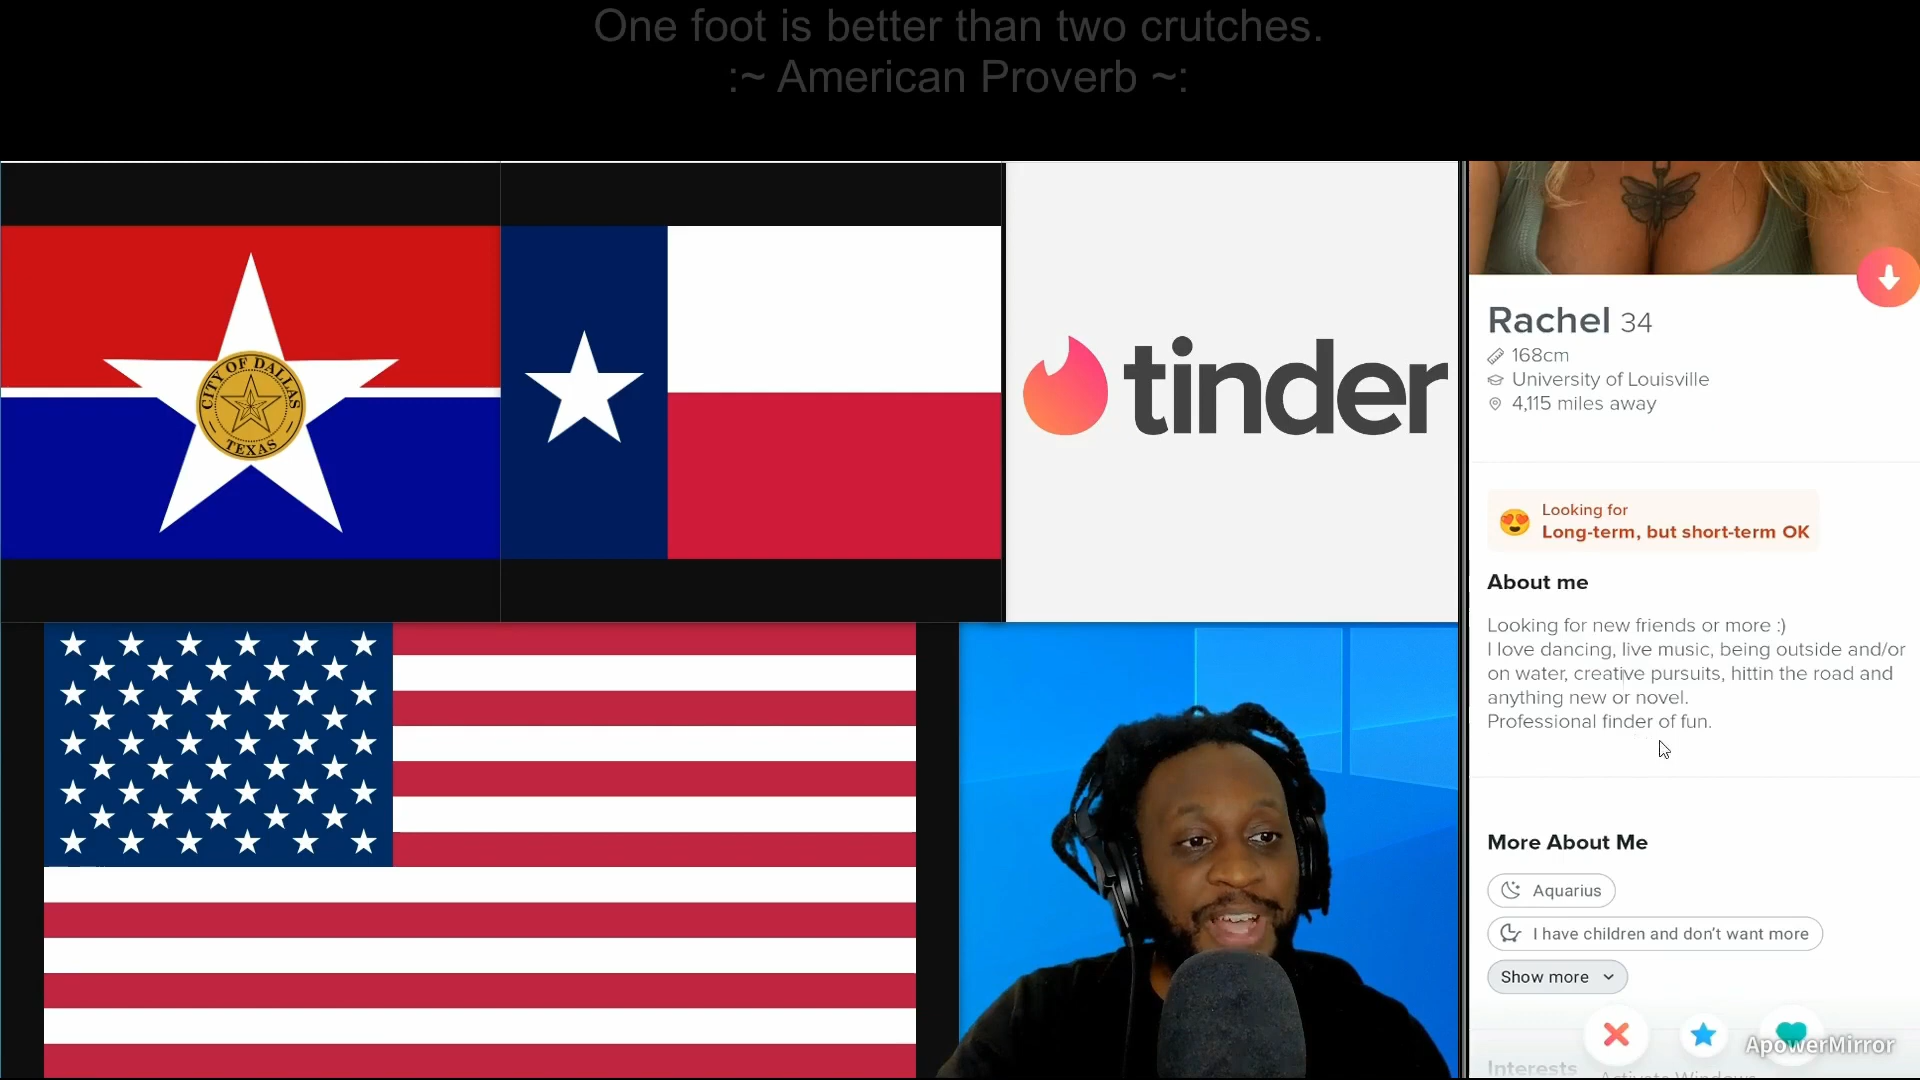 One foot is better than two crutches.
:~ American Proverb ~:
CITY OF DALLAS
TEXAS
tinder
Rachel 34
168cm
University of Louisville
4,115 miles away
Looking for
Long-term, but short-term OK
About me
Looking for new friends or more :)
I love dancing, live music, being outside and/or
on water, creative pursuits, hittin the road and
anything new or novel.
Professional finder of fun.
More About Me
Aquarius
I have children and don't want more
Show more
ApowerMirror
Interests
Activate Windows